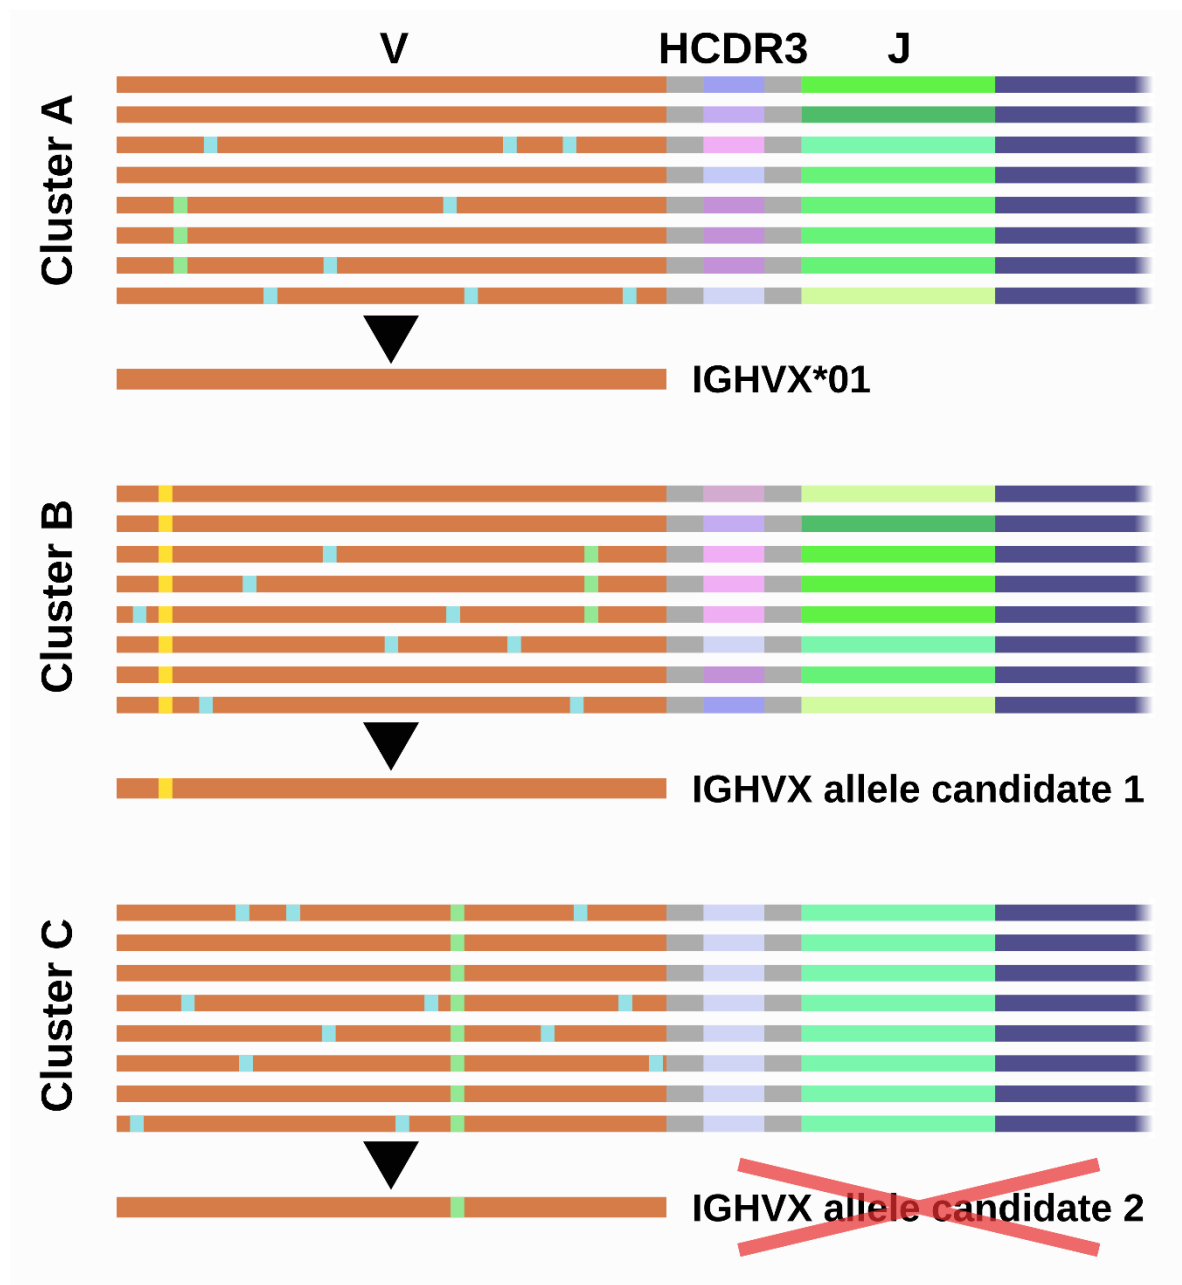 V HCDR3 J
Cluster A
IGHVX*01
Cluster B
IGHVX allele candidate 1
Cluster C
IGHVX allele candidate 2